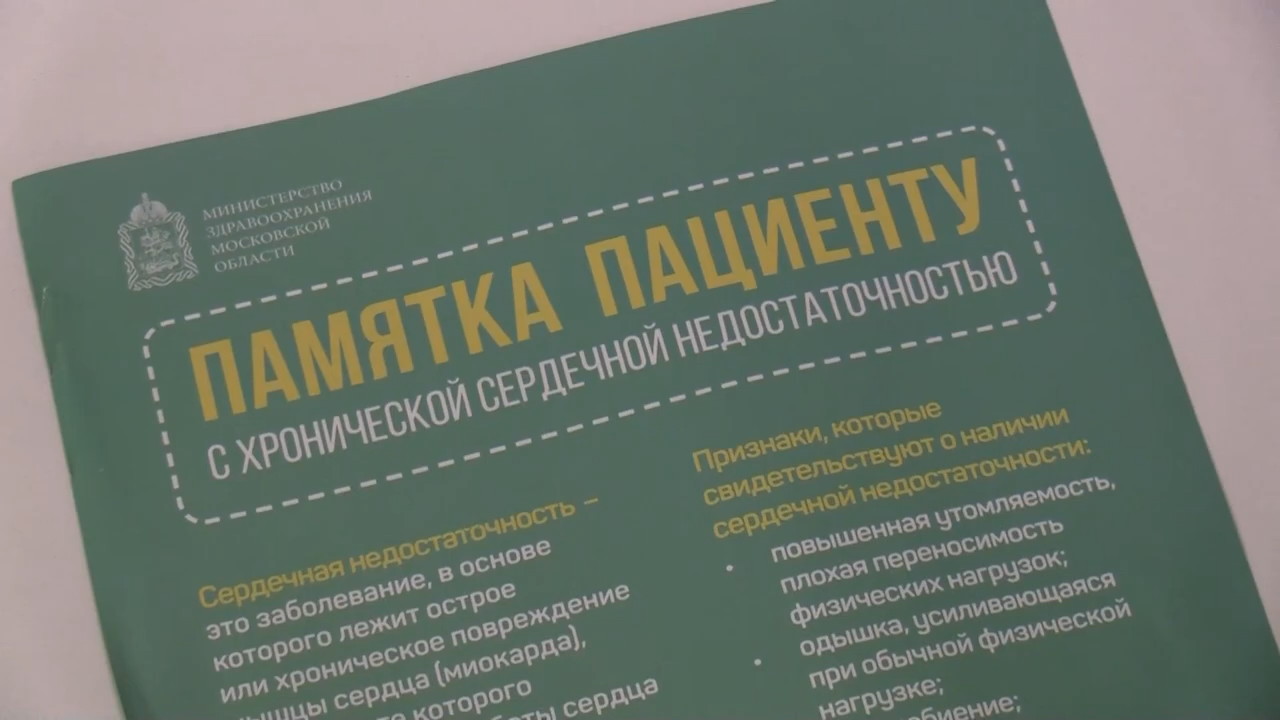 МИНИСТЕРСТВО
ЗДРАВООХРАНЕНИЯ
МОСКОВСКОЙ
ОБЛАСТИ
ПАМЯТКА ПАЦИЕНТУ
С ХРОНИЧЕСКОЙ СЕРДЕЧНОЙ НЕДОСТАТОЧНОСТЬЮ
Сердечная недостаточность –
это заболевание, в основе
которого лежит острое
или хроническое повреждение
сердца (миокарда),
которого
сердца
Признаки, которые
свидетельствуют о наличии
сердечной недостаточности:
• повышенная утомляемость,
плохая переносимость
физических нагрузок;
• одышка, усиливающаяся
при обычной физической
нагрузке;